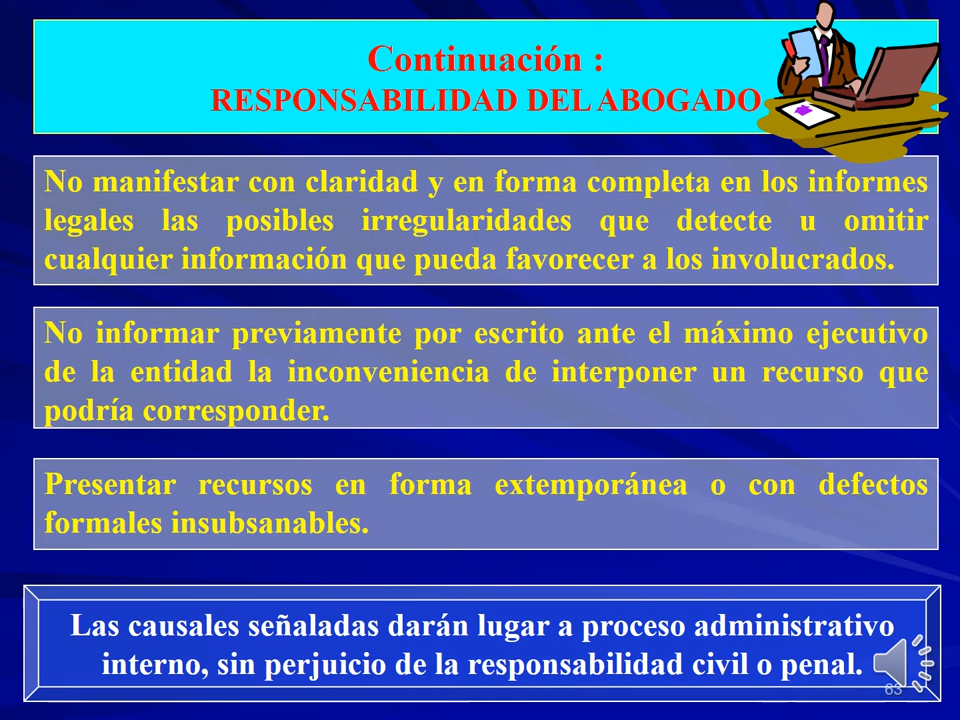 Continuación :
RESPONSABILIDAD DEL ABOGADO
No manifestar con claridad y en forma completa en los informes
legales las posibles irregularidades que detecte u omitir
cualquier información que pueda favorecer a los involucrados.
No informar previamente por escrito ante el máximo ejecutivo
de la entidad la inconveniencia de interponer un recurso que
podría corresponder.
Presentar recursos en forma extemporánea o con defectos
formales insubsanables.
Las causales señaladas darán lugar a proceso administrativo
interno, sin perjuicio de la responsabilidad civil o penal.
63